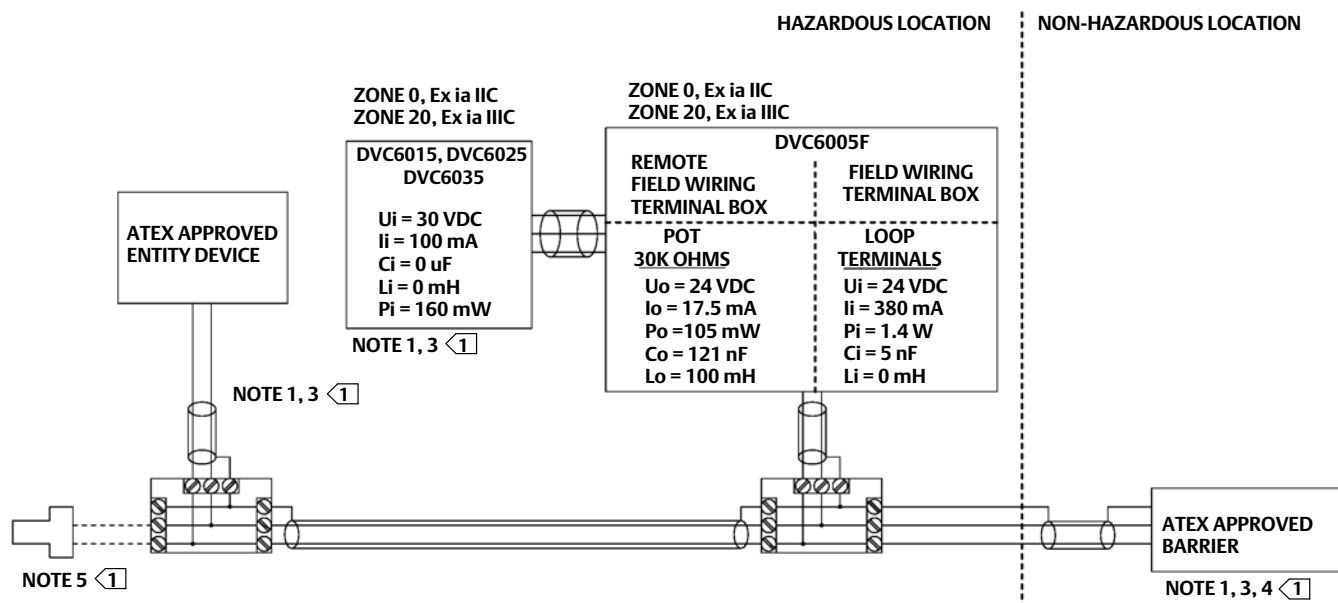 HAZARDOUS LOCATION
NON-HAZARDOUS LOCATION
ZONE 0, Ex ia IIC
ZONE 20, Ex ia IIIC
DVC6015, DVC6025
DVC6035
Ui = 30 VDC
Ii = 100 mA
Ci = 0 uF
Li = 0 mH
Pi = 160 mW
NOTE 1, 3 1
ZONE 0, Ex ia IIC
ZONE 20, Ex ia IIIC
DVC6005F
REMOTE
FIELD WIRING
TERMINAL BOX
FIELD WIRING
TERMINAL BOX
POT
30K OHMS
Uo = 24 VDC
Io = 17.5 mA
Po =105 mW
Co = 121 nF
Lo = 100 mH
LOOP
TERMINALS
Ui = 24 VDC
Ii = 380 mA
Pi = 1.4 W
Ci = 5 nF
Li = 0 mH
ATEX APPROVED
ENTITY DEVICE
NOTE 1, 3 1
NOTE 5 1
ATEX APPROVED
BARRIER
NOTE 1, 3, 4 1